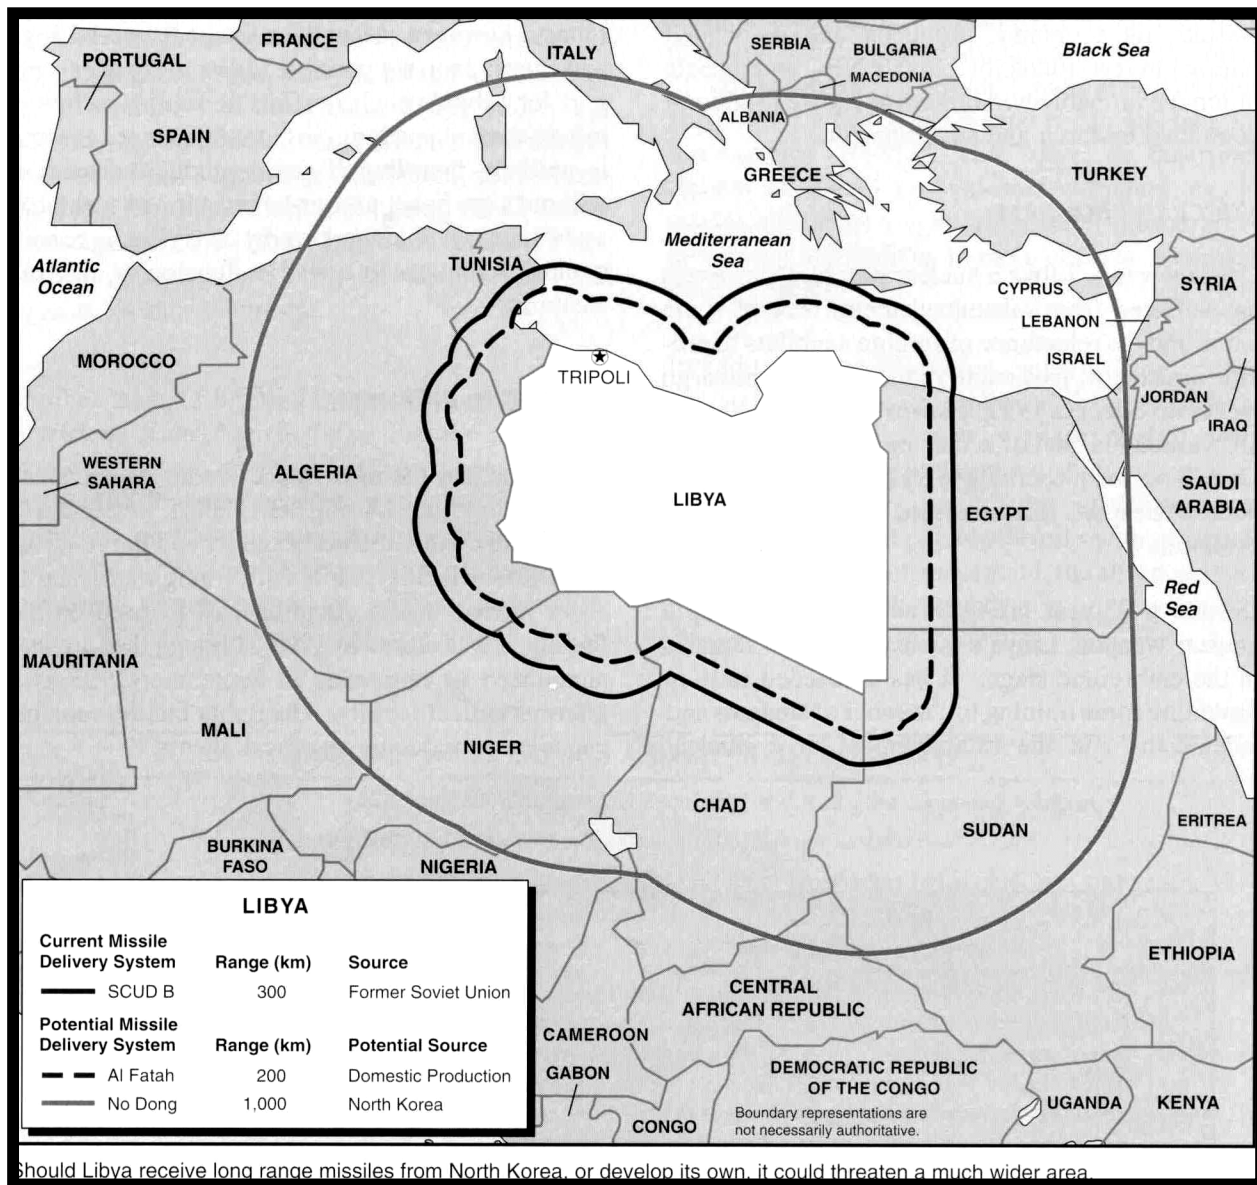 FRANCE
PORTUGAL
ITALY
SERBIA
BULGARIA
Black Sea
MACEDONIA
SPAIN
ALBANIA
GREECE
TURKEY
Mediterranean
Sea
Atlantic
Ocean
TUNISIA
CYPRUS
SYRIA
LEBANON
MOROCCO
TRIPOLI
ISRAEL
JORDAN
IRAQ
WESTERN
SAHARA
ALGERIA
LIBYA
EGYPT
SAUDI
ARABIA
Red
Sea
MAURITANIA
MALI
NIGER
CHAD
SUDAN
ERITREA
BURKINA
FASO
NIGERIA
ETHIOPIA
CENTRAL
AFRICAN REPUBLIC
CAMEROON
GABON
DEMOCRATIC REPUBLIC
OF THE CONGO
UGANDA
KENYA
CONGO
Boundary representations are
not necessarily authoritative.
LIBYA
Current Missile
Delivery System Range (km) Source
SCUD B 300 Former Soviet Union
Potential Missile
Delivery System Range (km) Potential Source
Al Fatah 200 Domestic Production
No Dong 1,000 North Korea
Should Libya receive long range missiles from North Korea, or develop its own, it could threaten a much wider area.